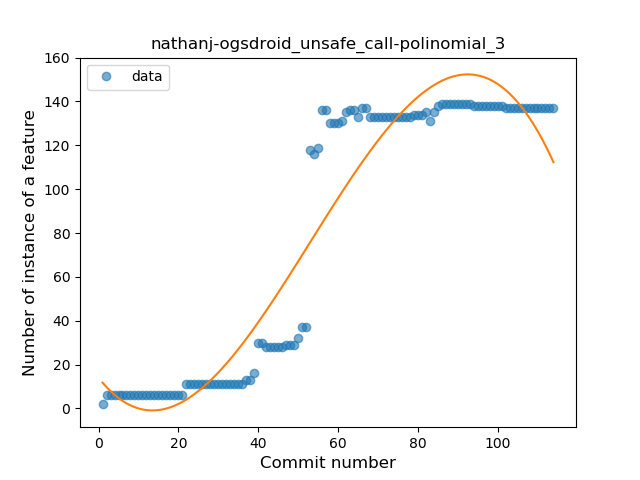 nathanj-ogsdroid_unsafe_call-polinomial_3
data
Number of instance of a feature
160
140
120
100
80
60
40
20
0
0 20 40 60 80 100
Commit number